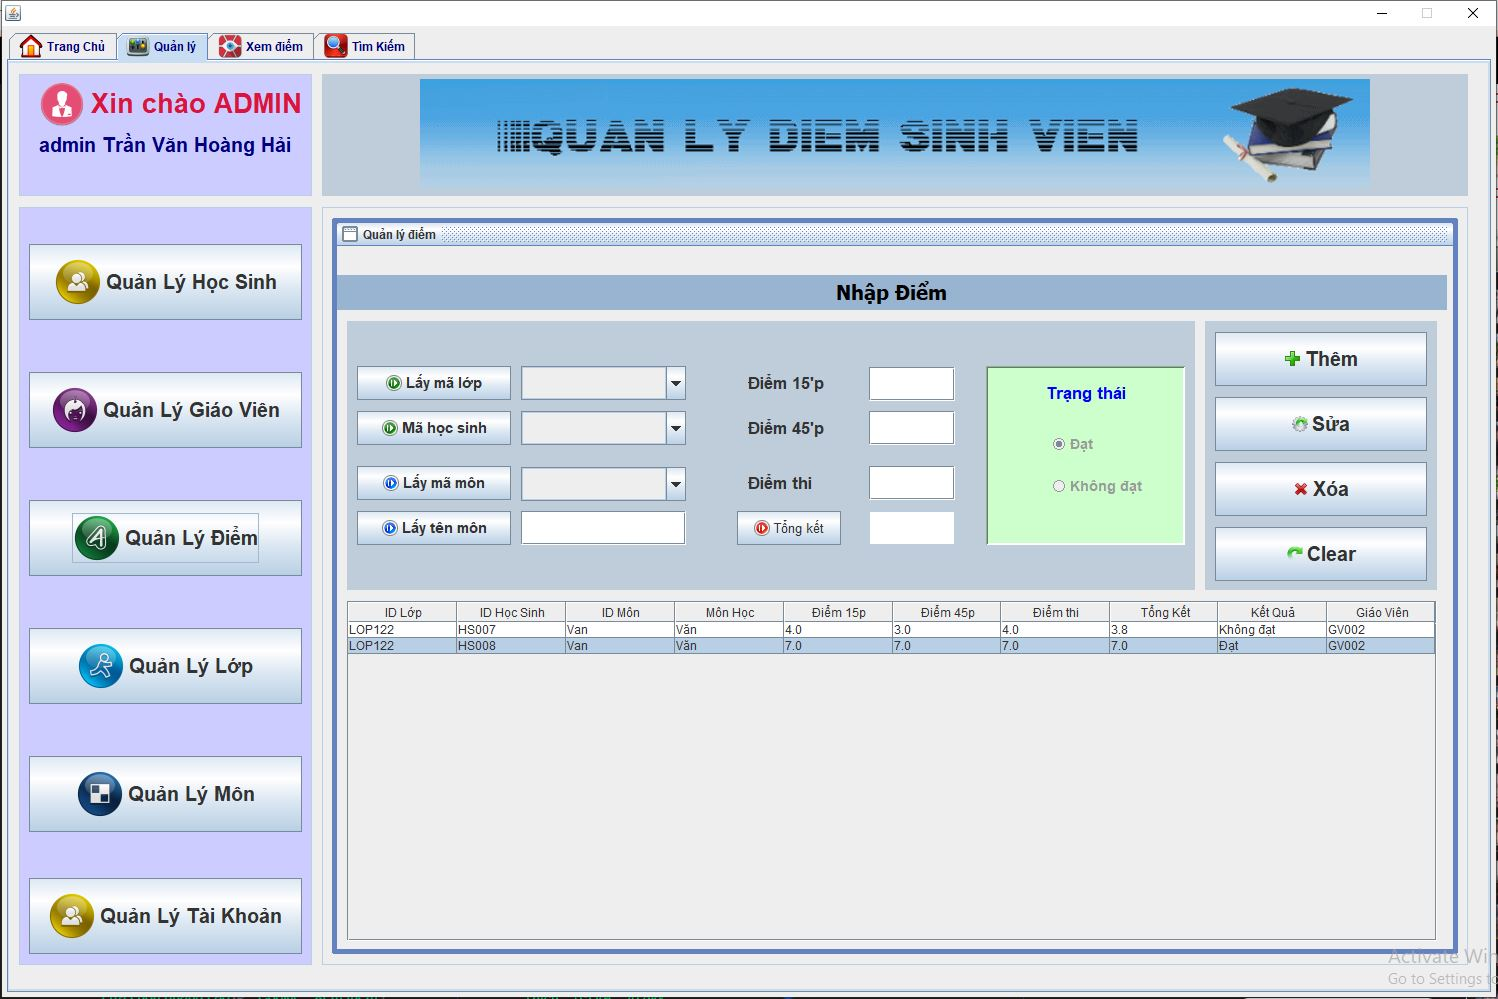 Trang Chủ Quản lý Xem điểm Tìm Kiếm
Xin chào ADMIN
admin Trần Văn Hoàng Hải
QUAN LY DIEM SINH VIEN
Quản Lý Học Sinh
Quản Lý Giáo Viên
Quản Lý Điểm
Quản Lý Lớp
Quản Lý Môn
Quản Lý Tài Khoản
Quản lý điểm
Nhập Điểm
Lấy mã lớp Điểm 15'p
Mã học sinh Điểm 45'p
Lấy mã môn Điểm thi
Lấy tên môn Tổng kết
Trạng thái
Đạt
Không đạt
Thêm
Sửa
Xóa
Clear
ID Lớp ID Học Sinh ID Môn Môn Học Điểm 15p Điểm 45p Điểm thi Tổng Kết Kết Quả Giáo Viên
LOP122 HS007 Van Văn 4.0 3.0 4.0 3.8 Không đạt GV002
LOP122 HS008 Van Văn 7.0 7.0 7.0 7.0 Đạt GV002
Activate Win
Go to Settings to